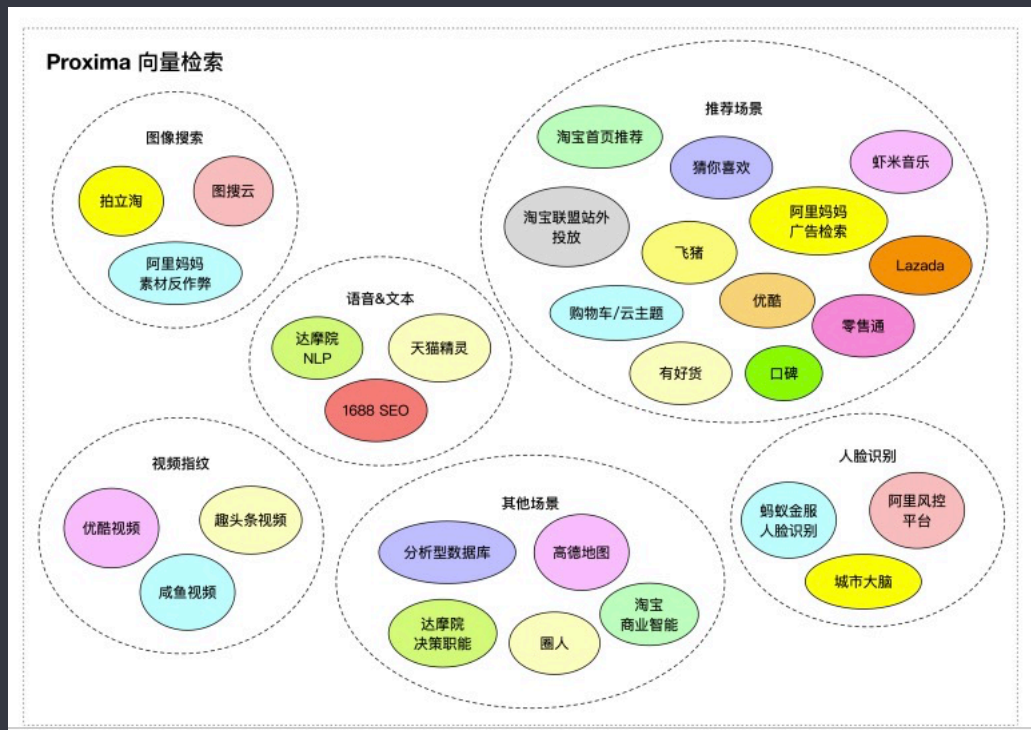 Proxima 向量检索
图像搜索
拍立淘
图搜云
阿里妈妈
素材反作弊
推荐场景
淘宝首页推荐
猜你喜欢
虾米音乐
淘宝联盟站外
投放
阿里妈妈
广告检索
飞猪
Lazada
购物车/云主题
优酷
零售通
有好货
口碑
语音&文本
达摩院
NLP
天猫精灵
1688 SEO
视频指纹
优酷视频
趣头条视频
咸鱼视频
其他场景
分析型数据库
高德地图
达摩院
决策职能
圈人
淘宝
商业智能
人脸识别
蚂蚁金服
人脸识别
阿里风控
平台
城市大脑